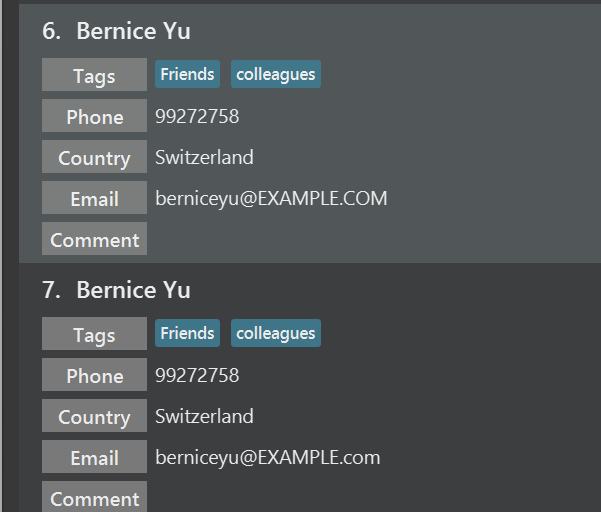 6. Bernice Yu
Tags Friends colleagues
Phone 99272758
Country Switzerland
Email berniceyu@EXAMPLE.COM
Comment
7. Bernice Yu
Tags Friends colleagues
Phone 99272758
Country Switzerland
Email berniceyu@EXAMPLE.com
Comment